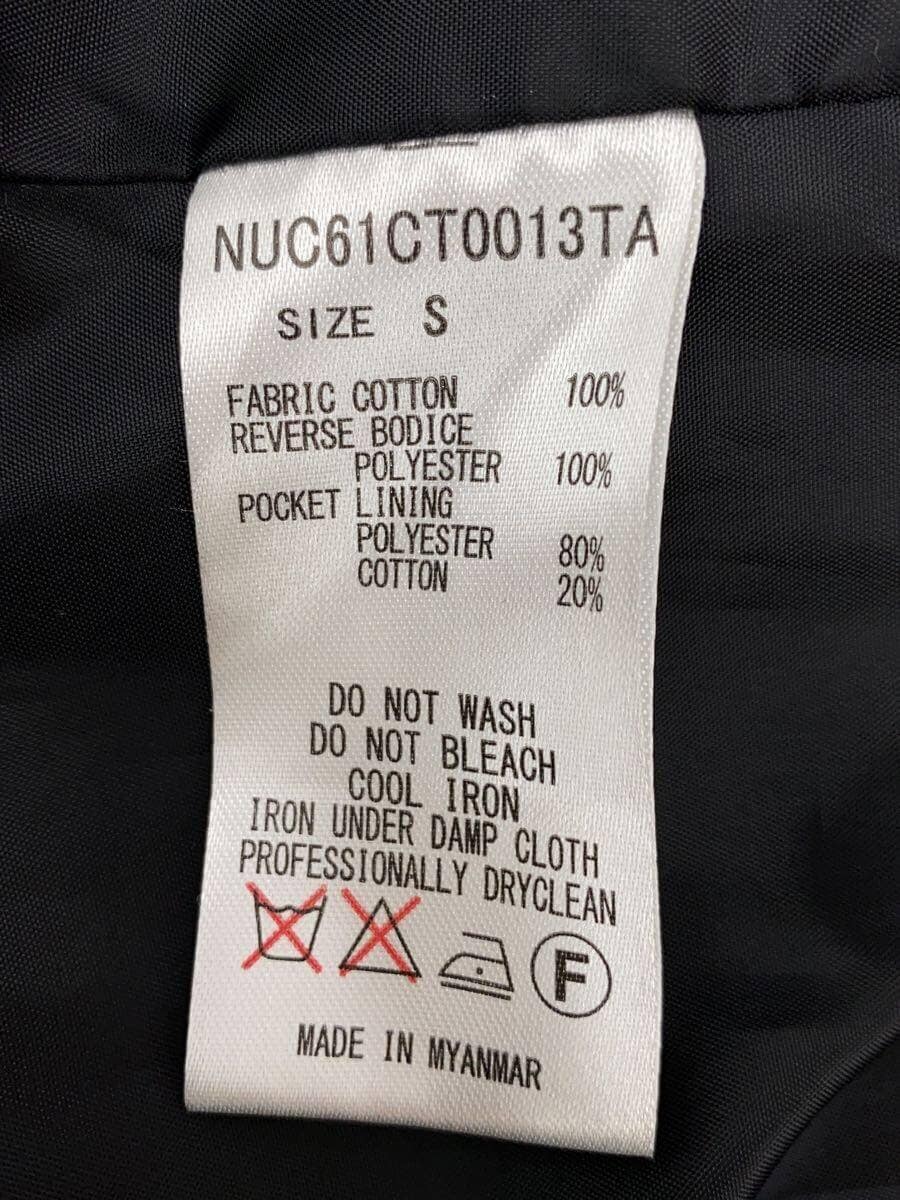 NUC61CT0013TA
SIZE S
FABRIC COTTON 100%
REVERSE BODICE
POLYESTER 100%
POCKET LINING
POLYESTER 80%
COTTON 20%
DO NOT WASH
DO NOT BLEACH
COOL IRON
IRON UNDER DAMP CLOTH
PROFESSIONALLY DRYCLEAN
F
MADE IN MYANMAR